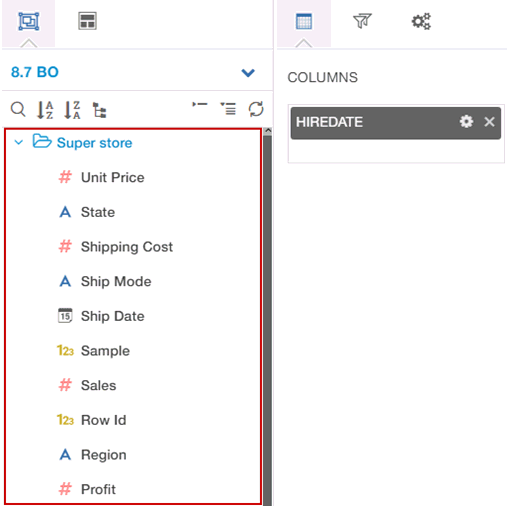 8.7 BO
A
Z
Z
A
Super store
# Unit Price
A State
# Shipping Cost
A Ship Mode
15 Ship Date
123 Sample
# Sales
123 Row Id
A Region
# Profit
COLUMNS
HIREDATE